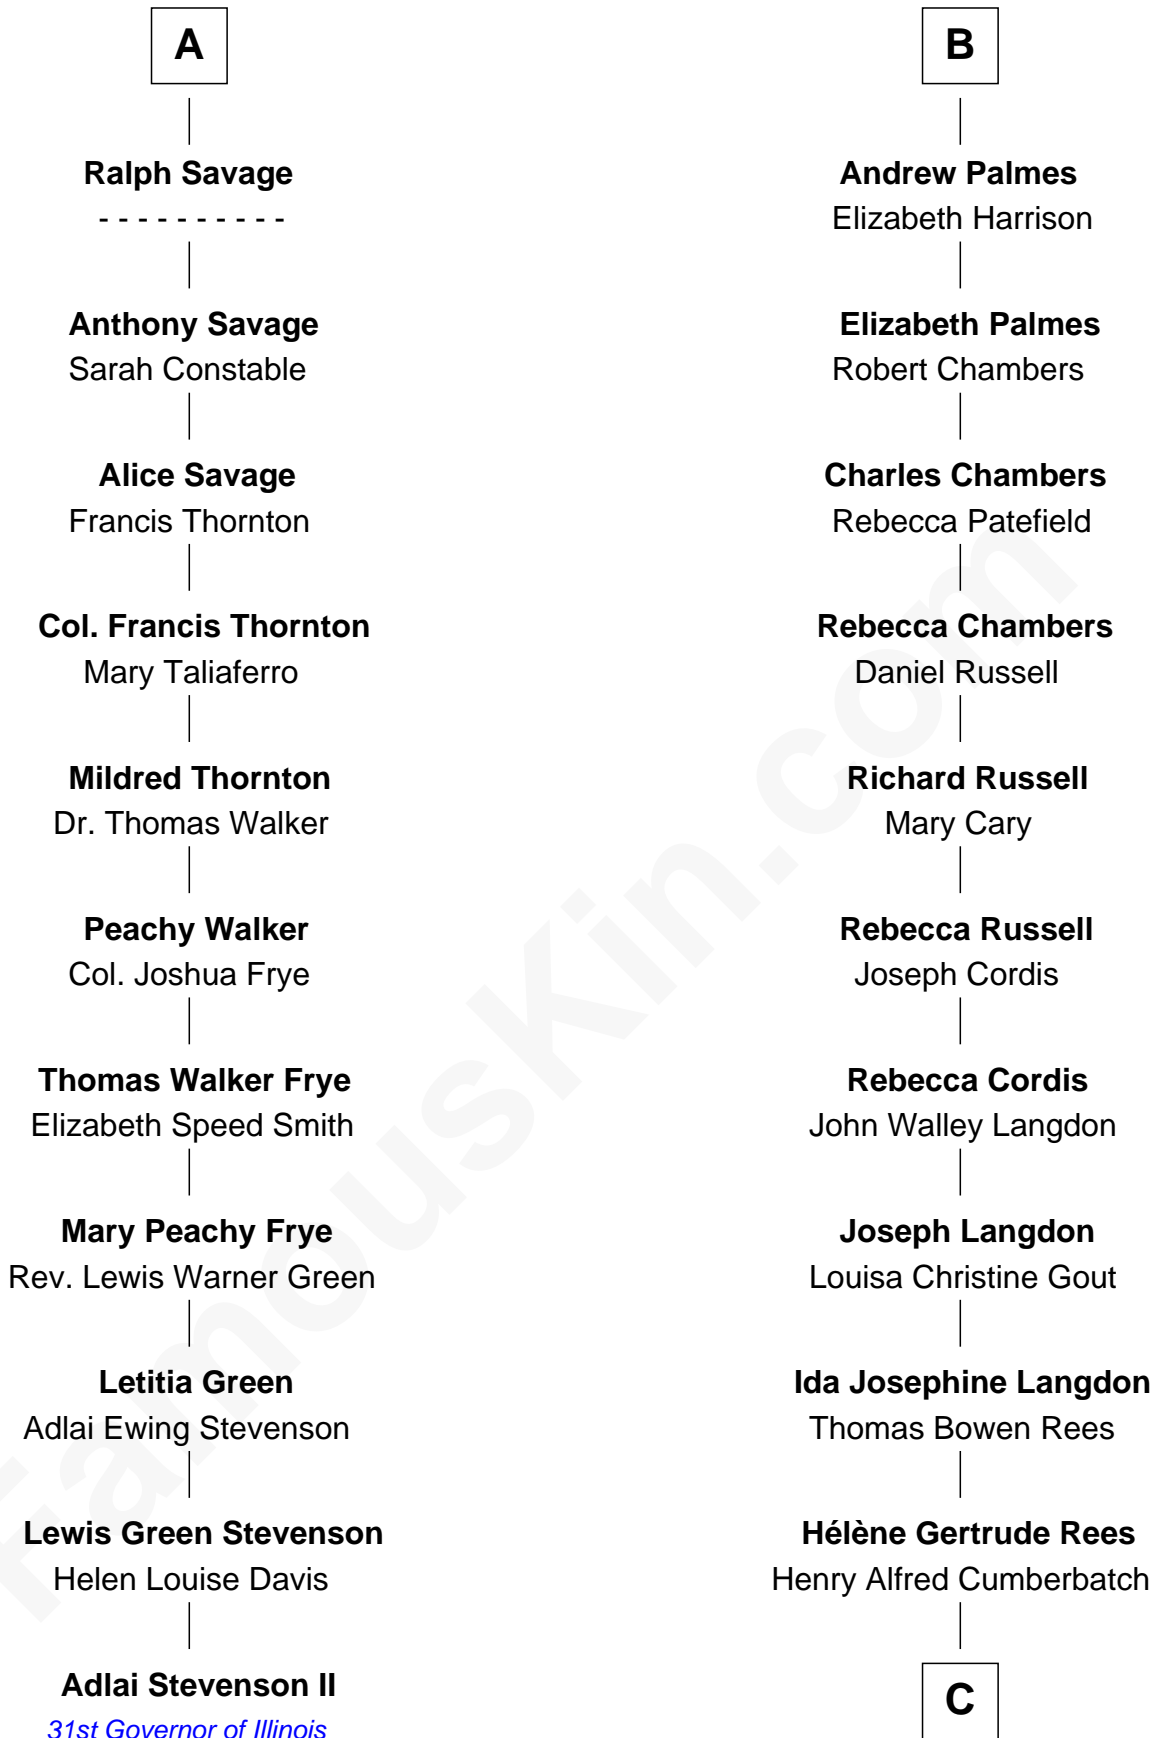 A
Ralph Savage
- - - - - - - - - -
Anthony Savage
Sarah Constable
Alice Savage
Francis Thornton
Col. Francis Thornton
Mary Taliaferro
Mildred Thornton
Dr. Thomas Walker
Peachy Walker
Col. Joshua Frye
Thomas Walker Frye
Elizabeth Speed Smith
Mary Peachy Frye
Rev. Lewis Warner Green
Letitia Green
Adlai Ewing Stevenson
Lewis Green Stevenson
Helen Louise Davis
Adlai Stevenson II
31st Governor of Illinois
B
Andrew Palmes
Elizabeth Harrison
Elizabeth Palmes
Robert Chambers
Charles Chambers
Rebecca Patefield
Rebecca Chambers
Daniel Russell
Richard Russell
Mary Cary
Rebecca Russell
Joseph Cordis
Rebecca Cordis
John Walley Langdon
Joseph Langdon
Louisa Christine Gout
Ida Josephine Langdon
Thomas Bowen Rees
Hélène Gertrude Rees
Henry Alfred Cumberbatch
C
FamousKin.com